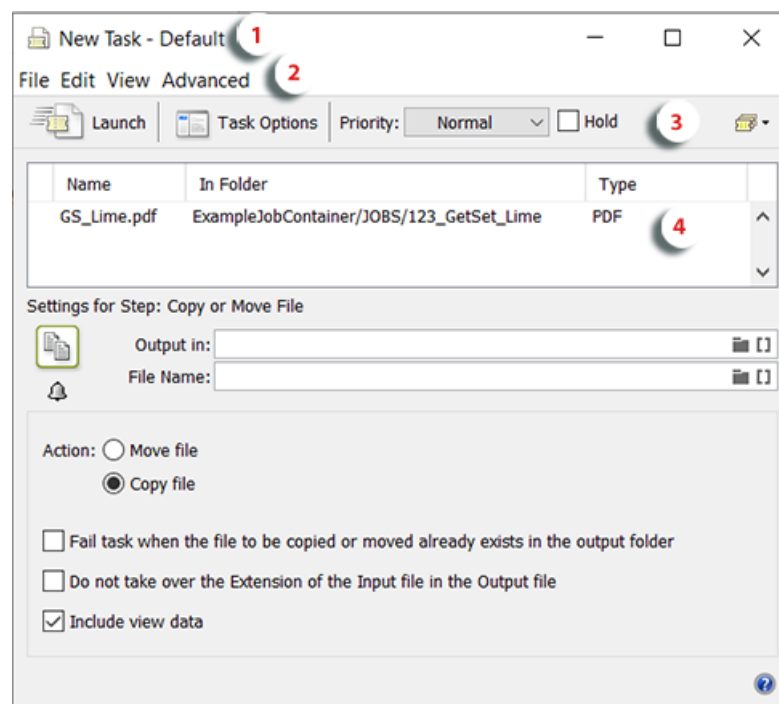 New Task - Default 1
File Edit View Advanced 2
Launch Task Options Priority: Normal Hold 3
Name In Folder Type
GS_Lime.pdf ExampleJobContainer/JOBS/123_GetSet_Lime PDF 4
Settings for Step: Copy or Move File
Output in:
File Name:
Action: Move file
Copy file
Fail task when the file to be copied or moved already exists in the output folder
Do not take over the Extension of the Input file in the Output file
Include view data